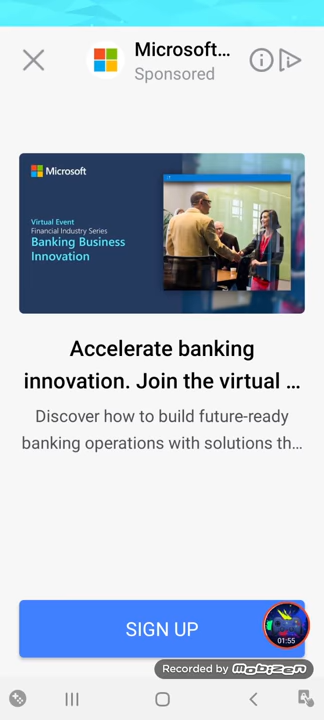 Microsoft...
Sponsored
Microsoft
Virtual Event
Financial Industry Series
Banking Business
Innovation
Accelerate banking
innovation. Join the virtual ...
Discover how to build future-ready
banking operations with solutions th...
SIGN UP
01:55
Recorded by Mobizen